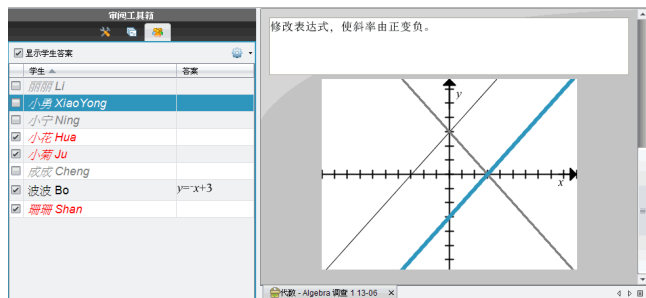 审阅工具箱
显示学生答案
学生 答案
丽丽 Li
小勇 XiaoYong
小宁 Ning
小花 Hua
小菊 Ju
成成 Cheng
波波 Bo y=-x+3
珊珊 Shan
修改表达式，使斜率由正变负。
y
x
代数 - Algebra 调查 1 13-06